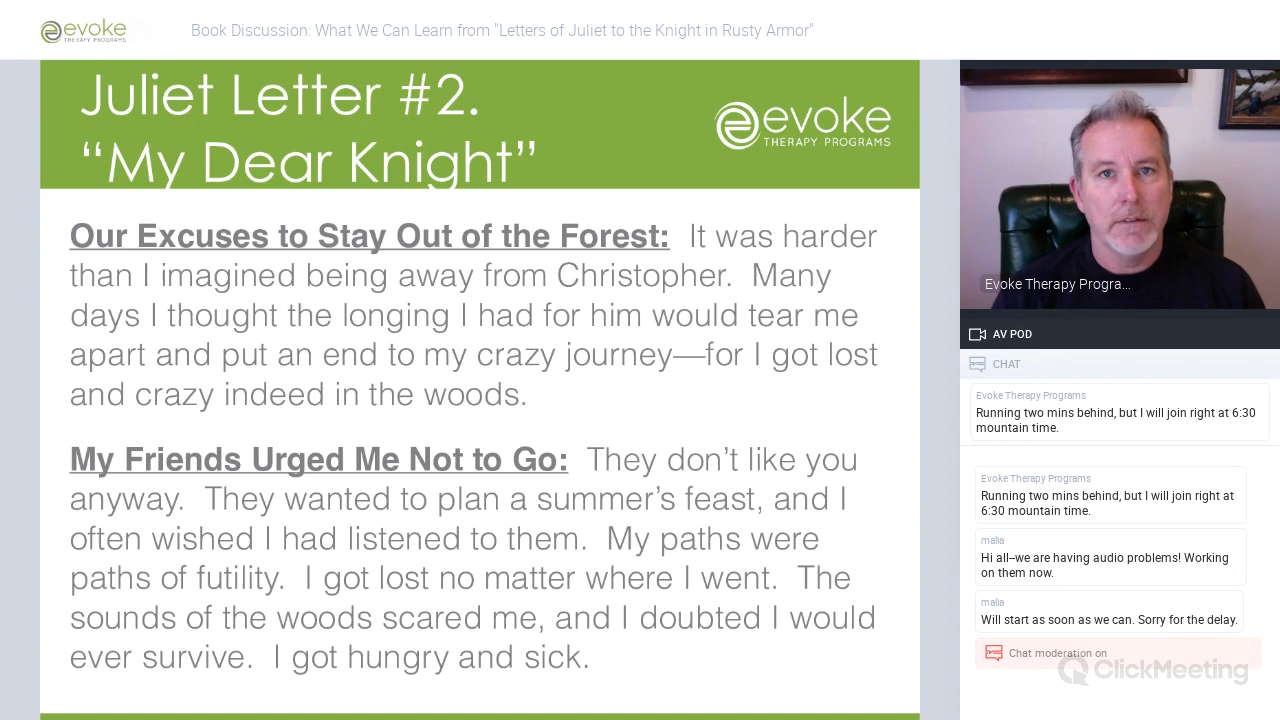 evoke
THERAPY PROGRAMS
Book Discussion: What We Can Learn from "Letters of Juliet to the Knight in Rusty Armor"
Juliet Letter #2.
“My Dear Knight”
evoke
THERAPY PROGRAMS
Our Excuses to Stay Out of the Forest: It was harder
than I imagined being away from Christopher. Many
days I thought the longing I had for him would tear me
apart and put an end to my crazy journey—for I got lost
and crazy indeed in the woods.
My Friends Urged Me Not to Go: They don’t like you
anyway. They wanted to plan a summer’s feast, and I
often wished I had listened to them. My paths were
paths of futility. I got lost no matter where I went. The
sounds of the woods scared me, and I doubted I would
ever survive. I got hungry and sick.
Evoke Therapy Progra...
AV POD
CHAT
Evoke Therapy Programs
Running two mins behind, but I will join right at 6:30
mountain time.
Evoke Therapy Programs
Running two mins behind, but I will join right at
6:30 mountain time.
malia
Hi all--we are having audio problems! Working
on them now.
malia
Will start as soon as we can. Sorry for the delay.
Chat moderation on
ClickMeeting